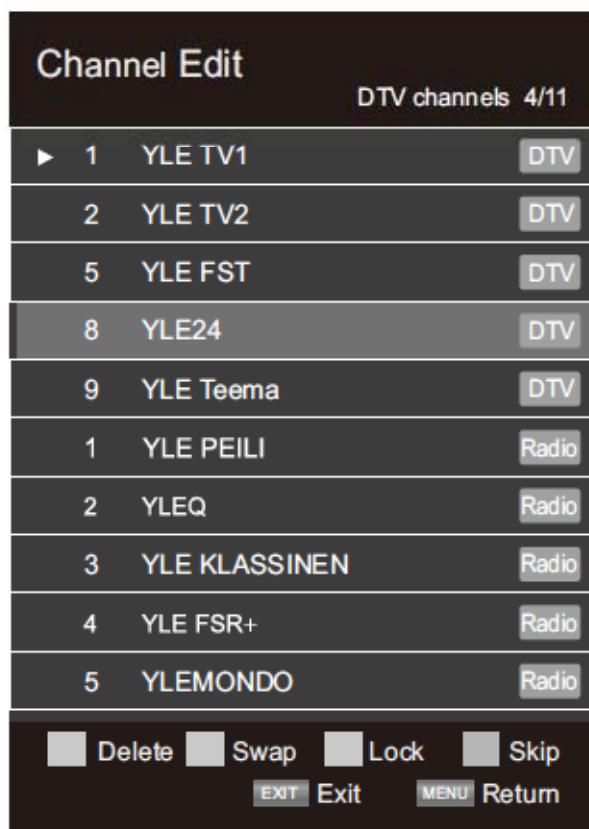 Channel Edit
DTV channels 4/11
► 1 YLE TV1 DTV
2 YLE TV2 DTV
5 YLE FST DTV
8 YLE24 DTV
9 YLE Teema DTV
1 YLE PEILI Radio
2 YLEQ Radio
3 YLE KLASSINEN Radio
4 YLE FSR+ Radio
5 YLEMONDO Radio
Delete Swap Lock Skip
EXIT Exit MENU Return